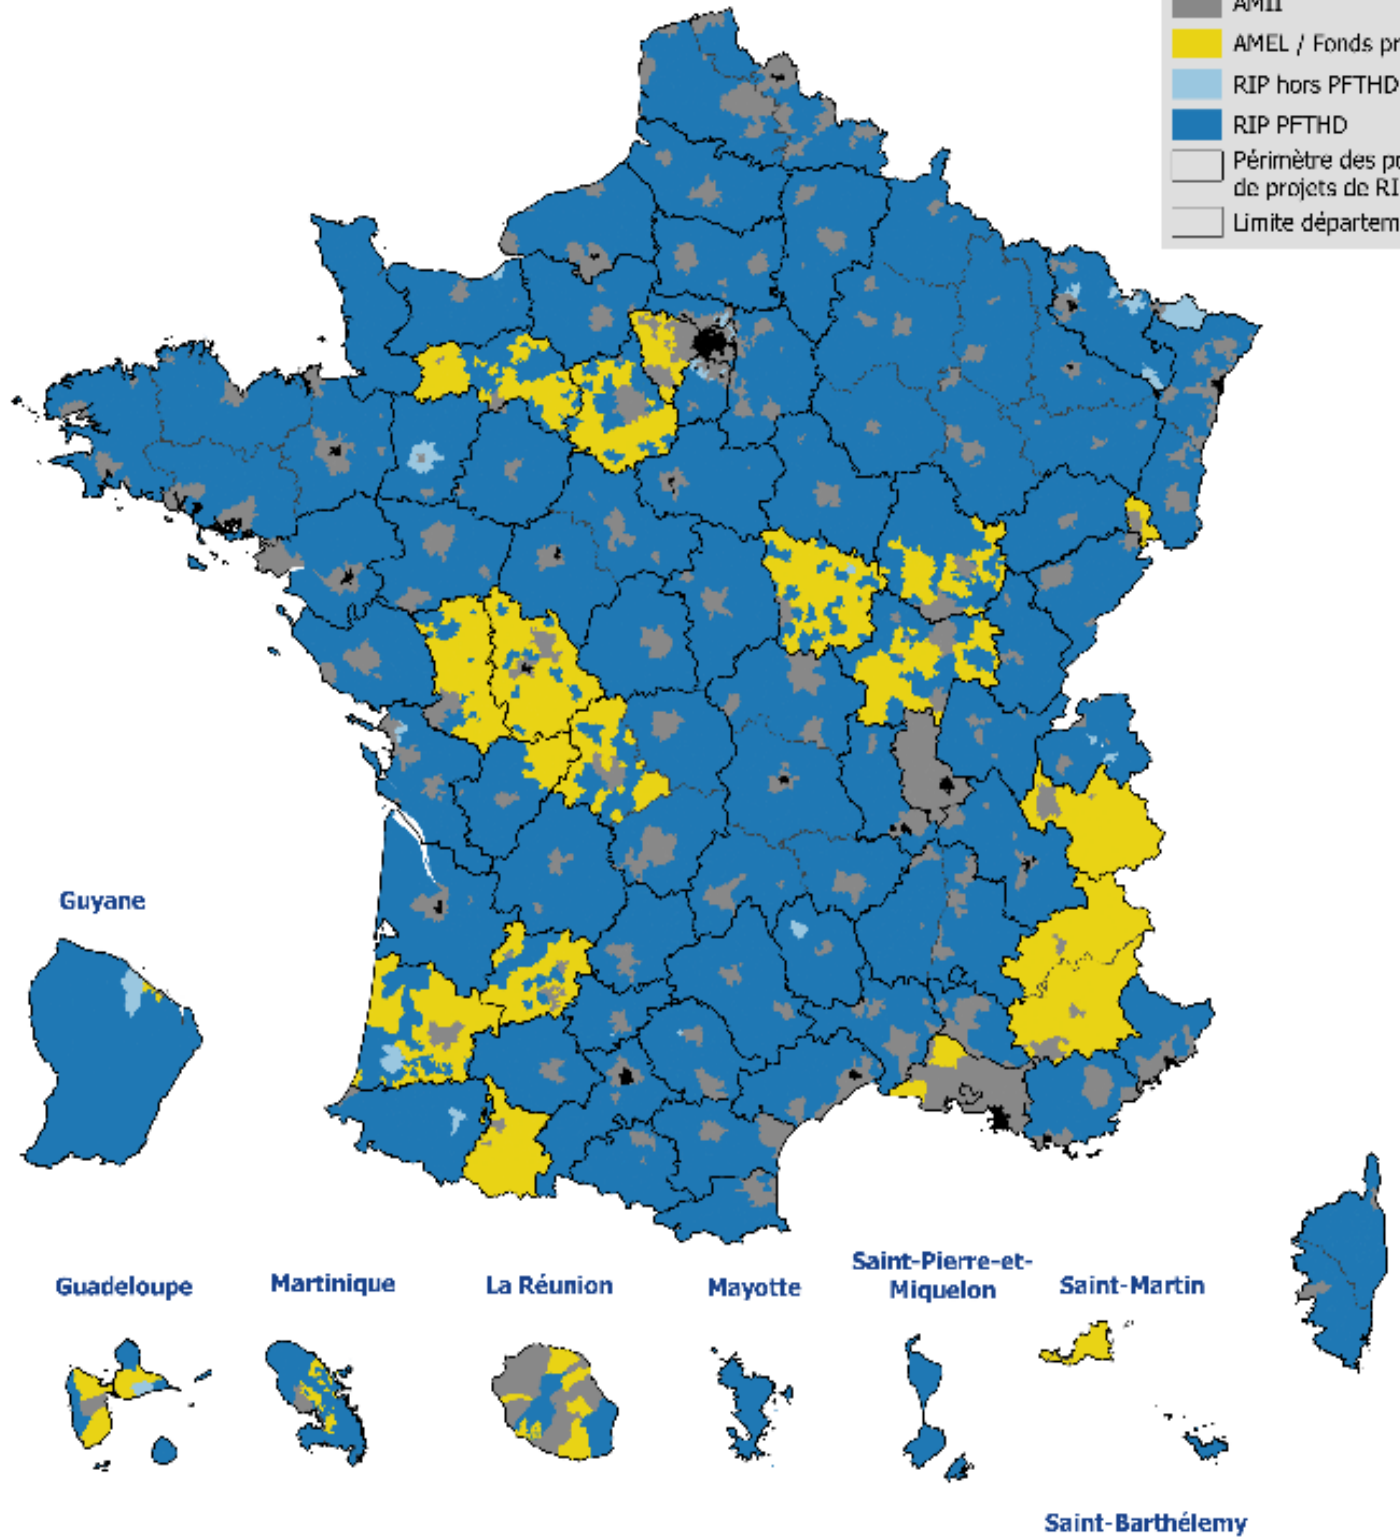 AMII
AMEL / Fonds pr
RIP hors PFTHD
RIP PFTHD
Périmètre des po
de projets de RI
Limite départem
Guyane
Guadeloupe
Martinique
La Réunion
Mayotte
Saint-Pierre-et-
Miquelon
Saint-Martin
Saint-Barthélemy